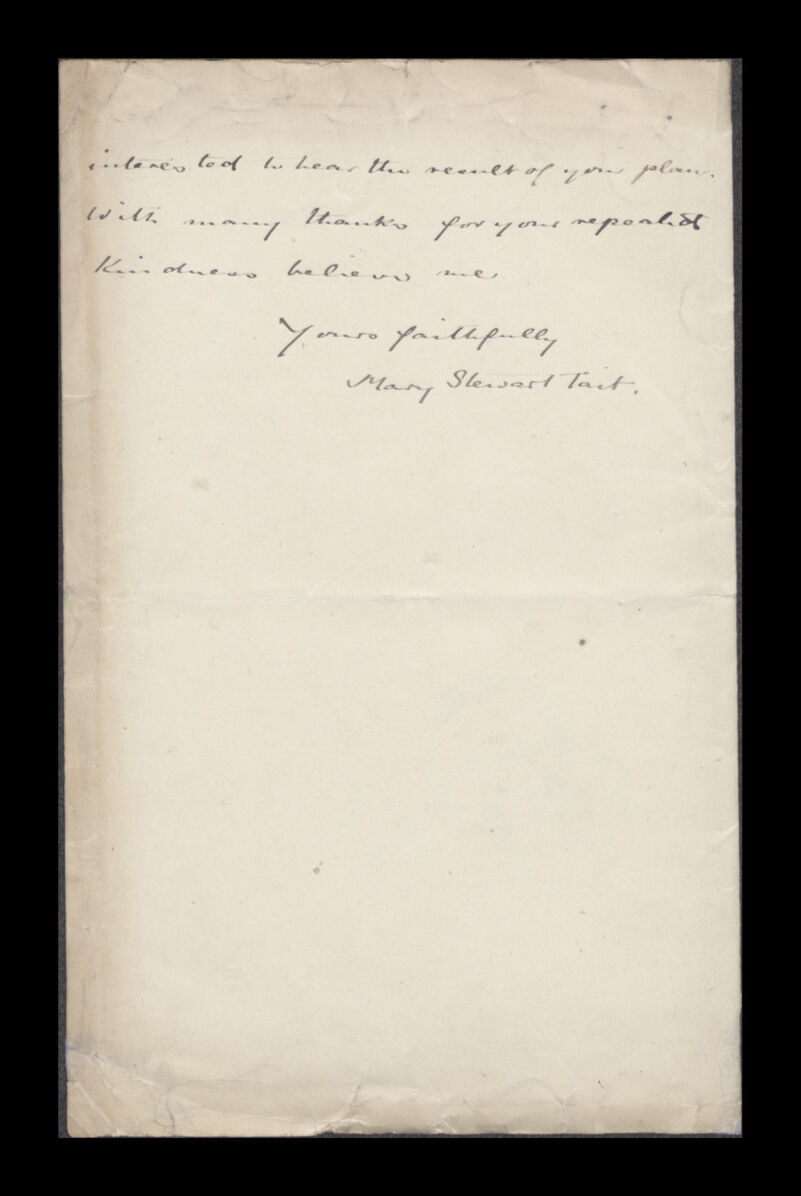 interested to hear the result of your plan.
With many thanks for your repeated
Kindness believe me
Yours faithfully
Mary Stewart Tait.